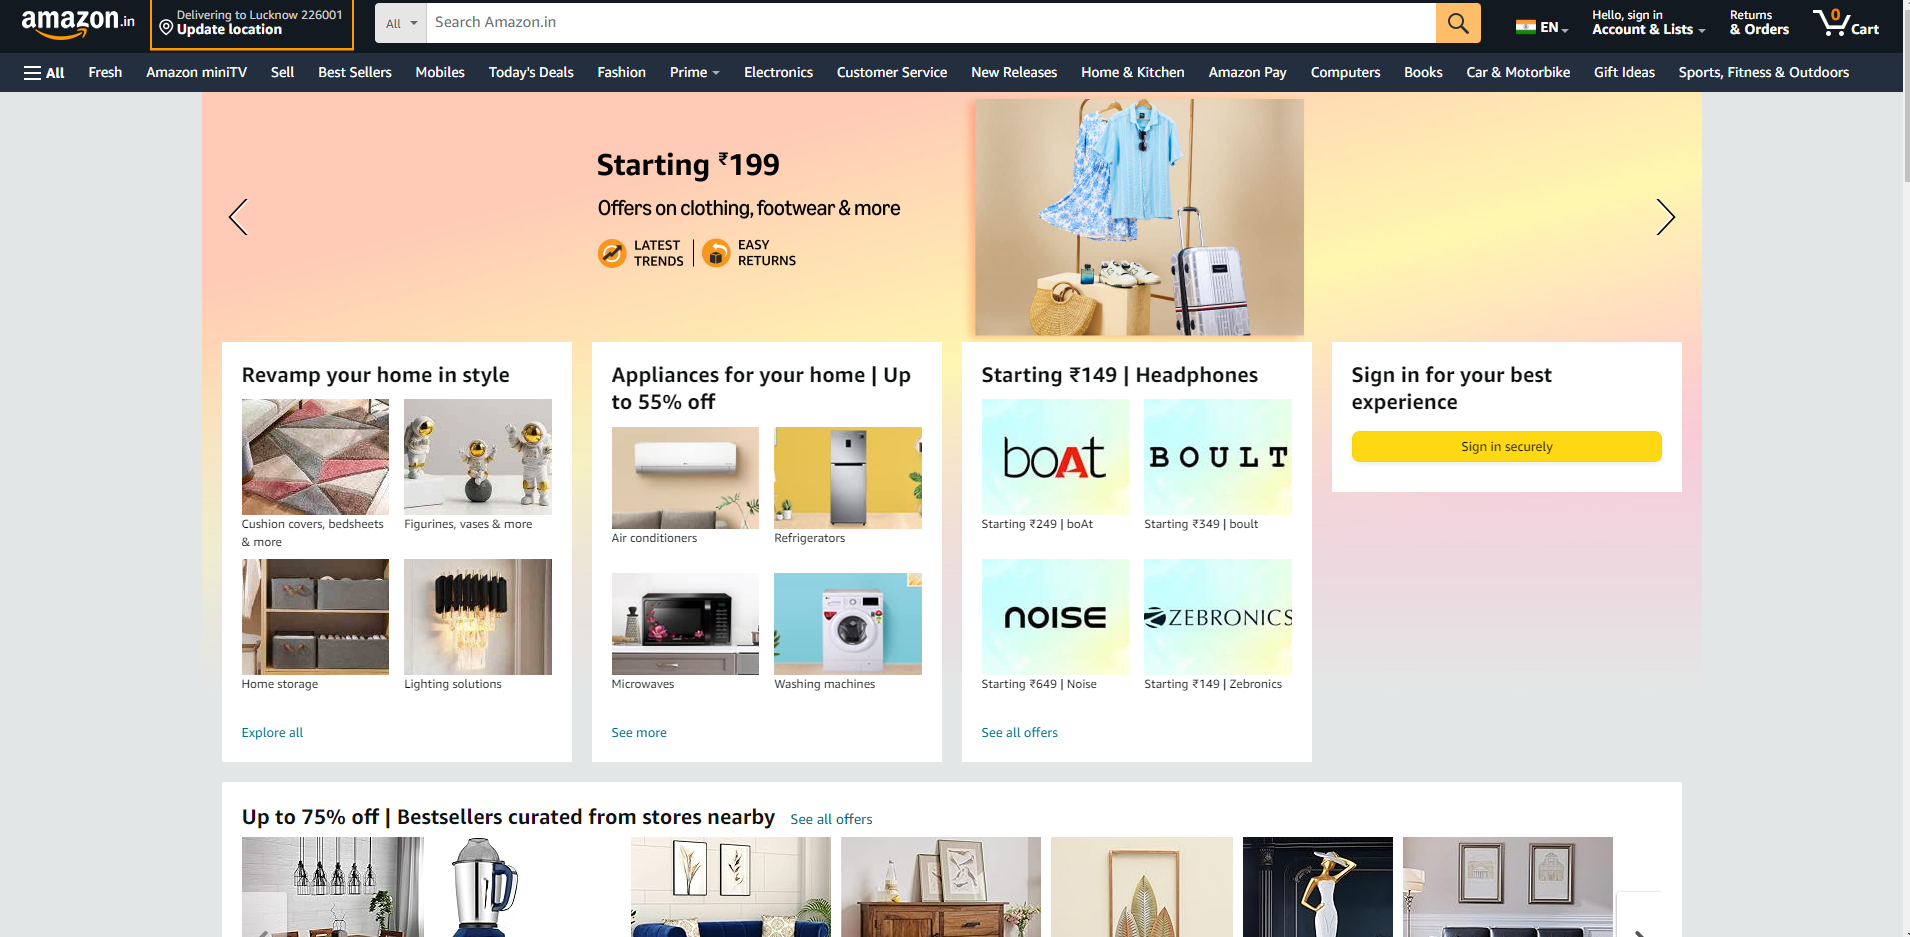 amazon.in
Delivering to Lucknow 226001
Update location
All
Search Amazon.in
EN
Hello, sign in
Account & Lists
Returns
& Orders
0
Cart
All
Fresh
Amazon miniTV
Sell
Best Sellers
Mobiles
Today's Deals
Fashion
Prime
Electronics
Customer Service
New Releases
Home & Kitchen
Amazon Pay
Computers
Books
Car & Motorbike
Gift Ideas
Sports, Fitness & Outdoors
Starting ₹199
Offers on clothing, footwear & more
LATEST
TRENDS
EASY
RETURNS
Revamp your home in style
Cushion covers, bedsheets
& more
Figurines, vases & more
Home storage
Lighting solutions
Explore all
Appliances for your home | Up
to 55% off
Air conditioners
Refrigerators
Microwaves
Washing machines
See more
Starting ₹149 | Headphones
boAt
BOULT
Starting ₹249 | boAt
Starting ₹349 | boult
NOISE
ZEBRONICS
Starting ₹649 | Noise
Starting ₹149 | Zebronics
See all offers
Sign in for your best
experience
Sign in securely
Up to 75% off | Bestsellers curated from stores nearby
See all offers